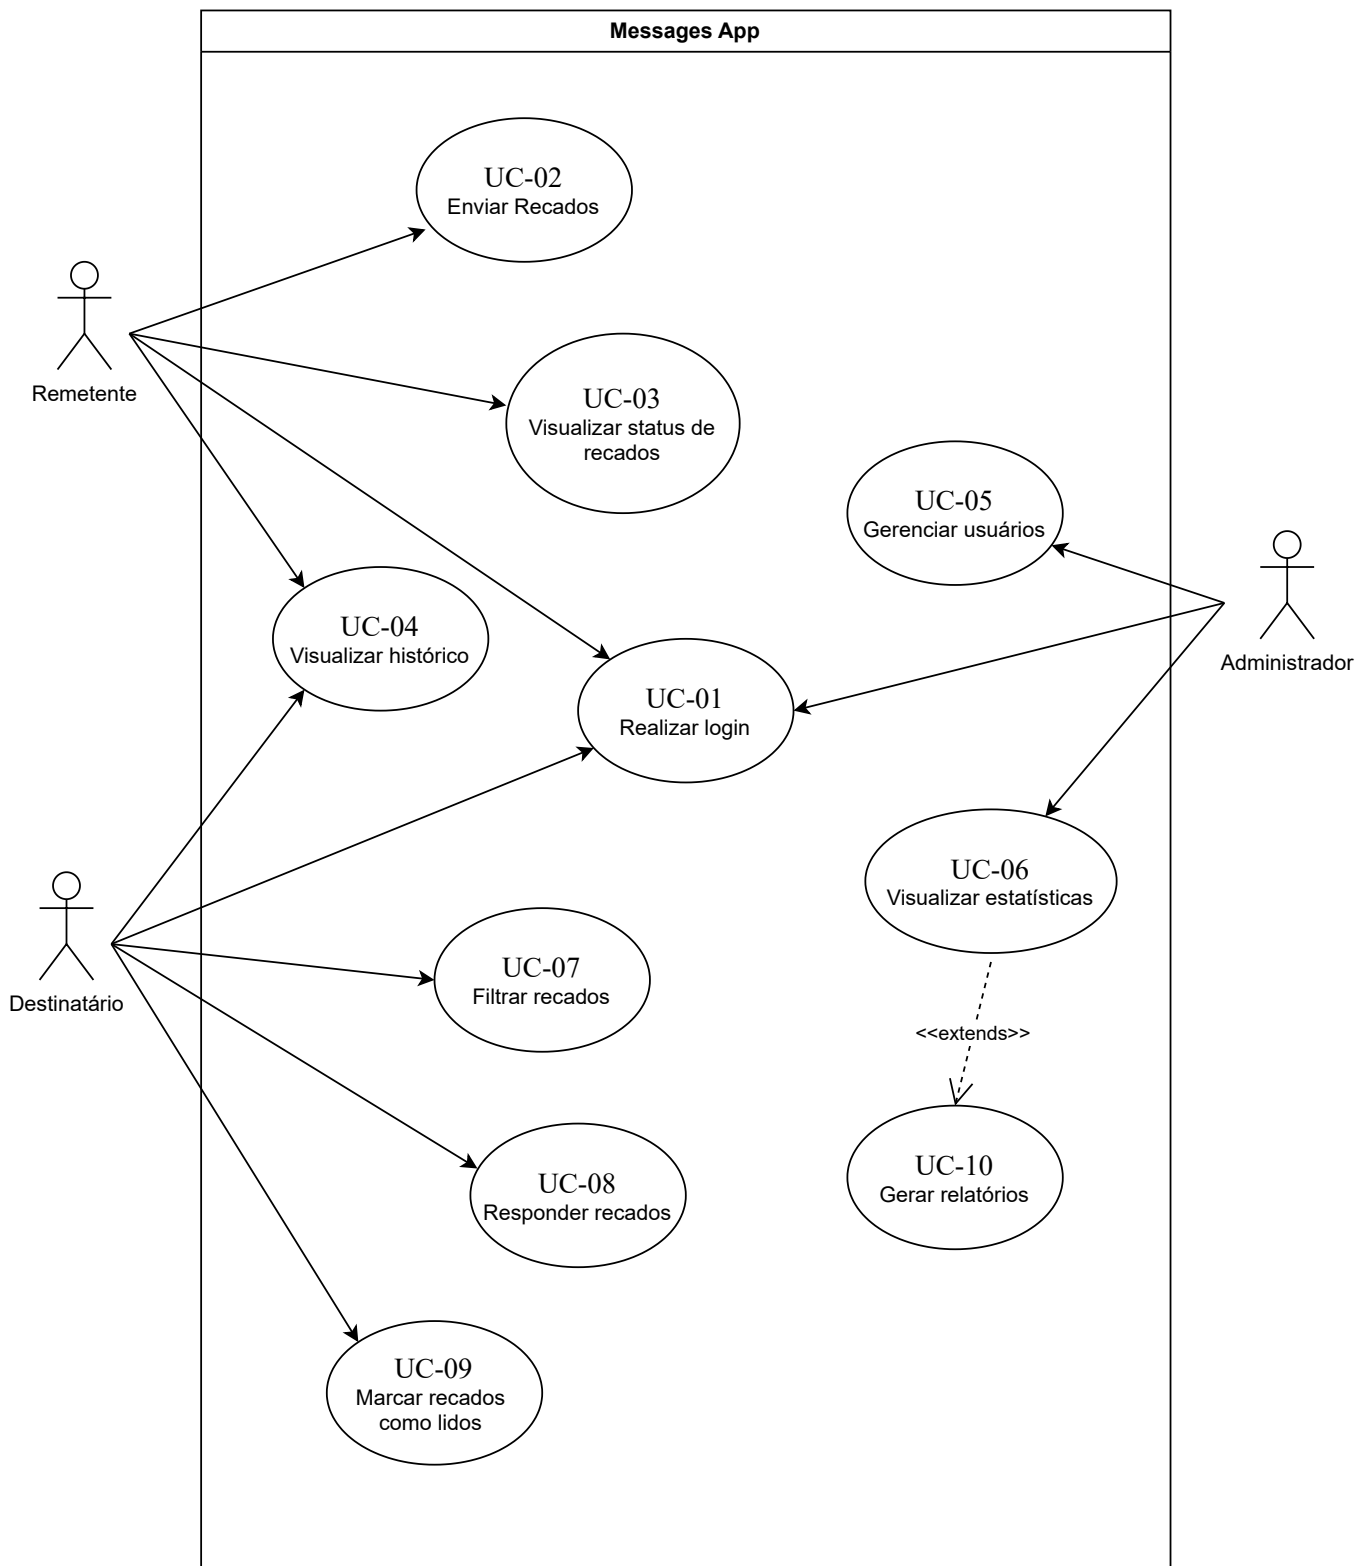 Messages App
UC-02
Enviar Recados
Remetente
UC-03
Visualizar status de
recados
UC-05
Gerenciar usuários
UC-04
Visualizar histórico
Administrador
UC-01
Realizar login
UC-06
Visualizar estatísticas
Destinatário
UC-07
Filtrar recados
<<extends>>
UC-08
Responder recados
UC-10
Gerar relatórios
UC-09
Marcar recados
como lidos